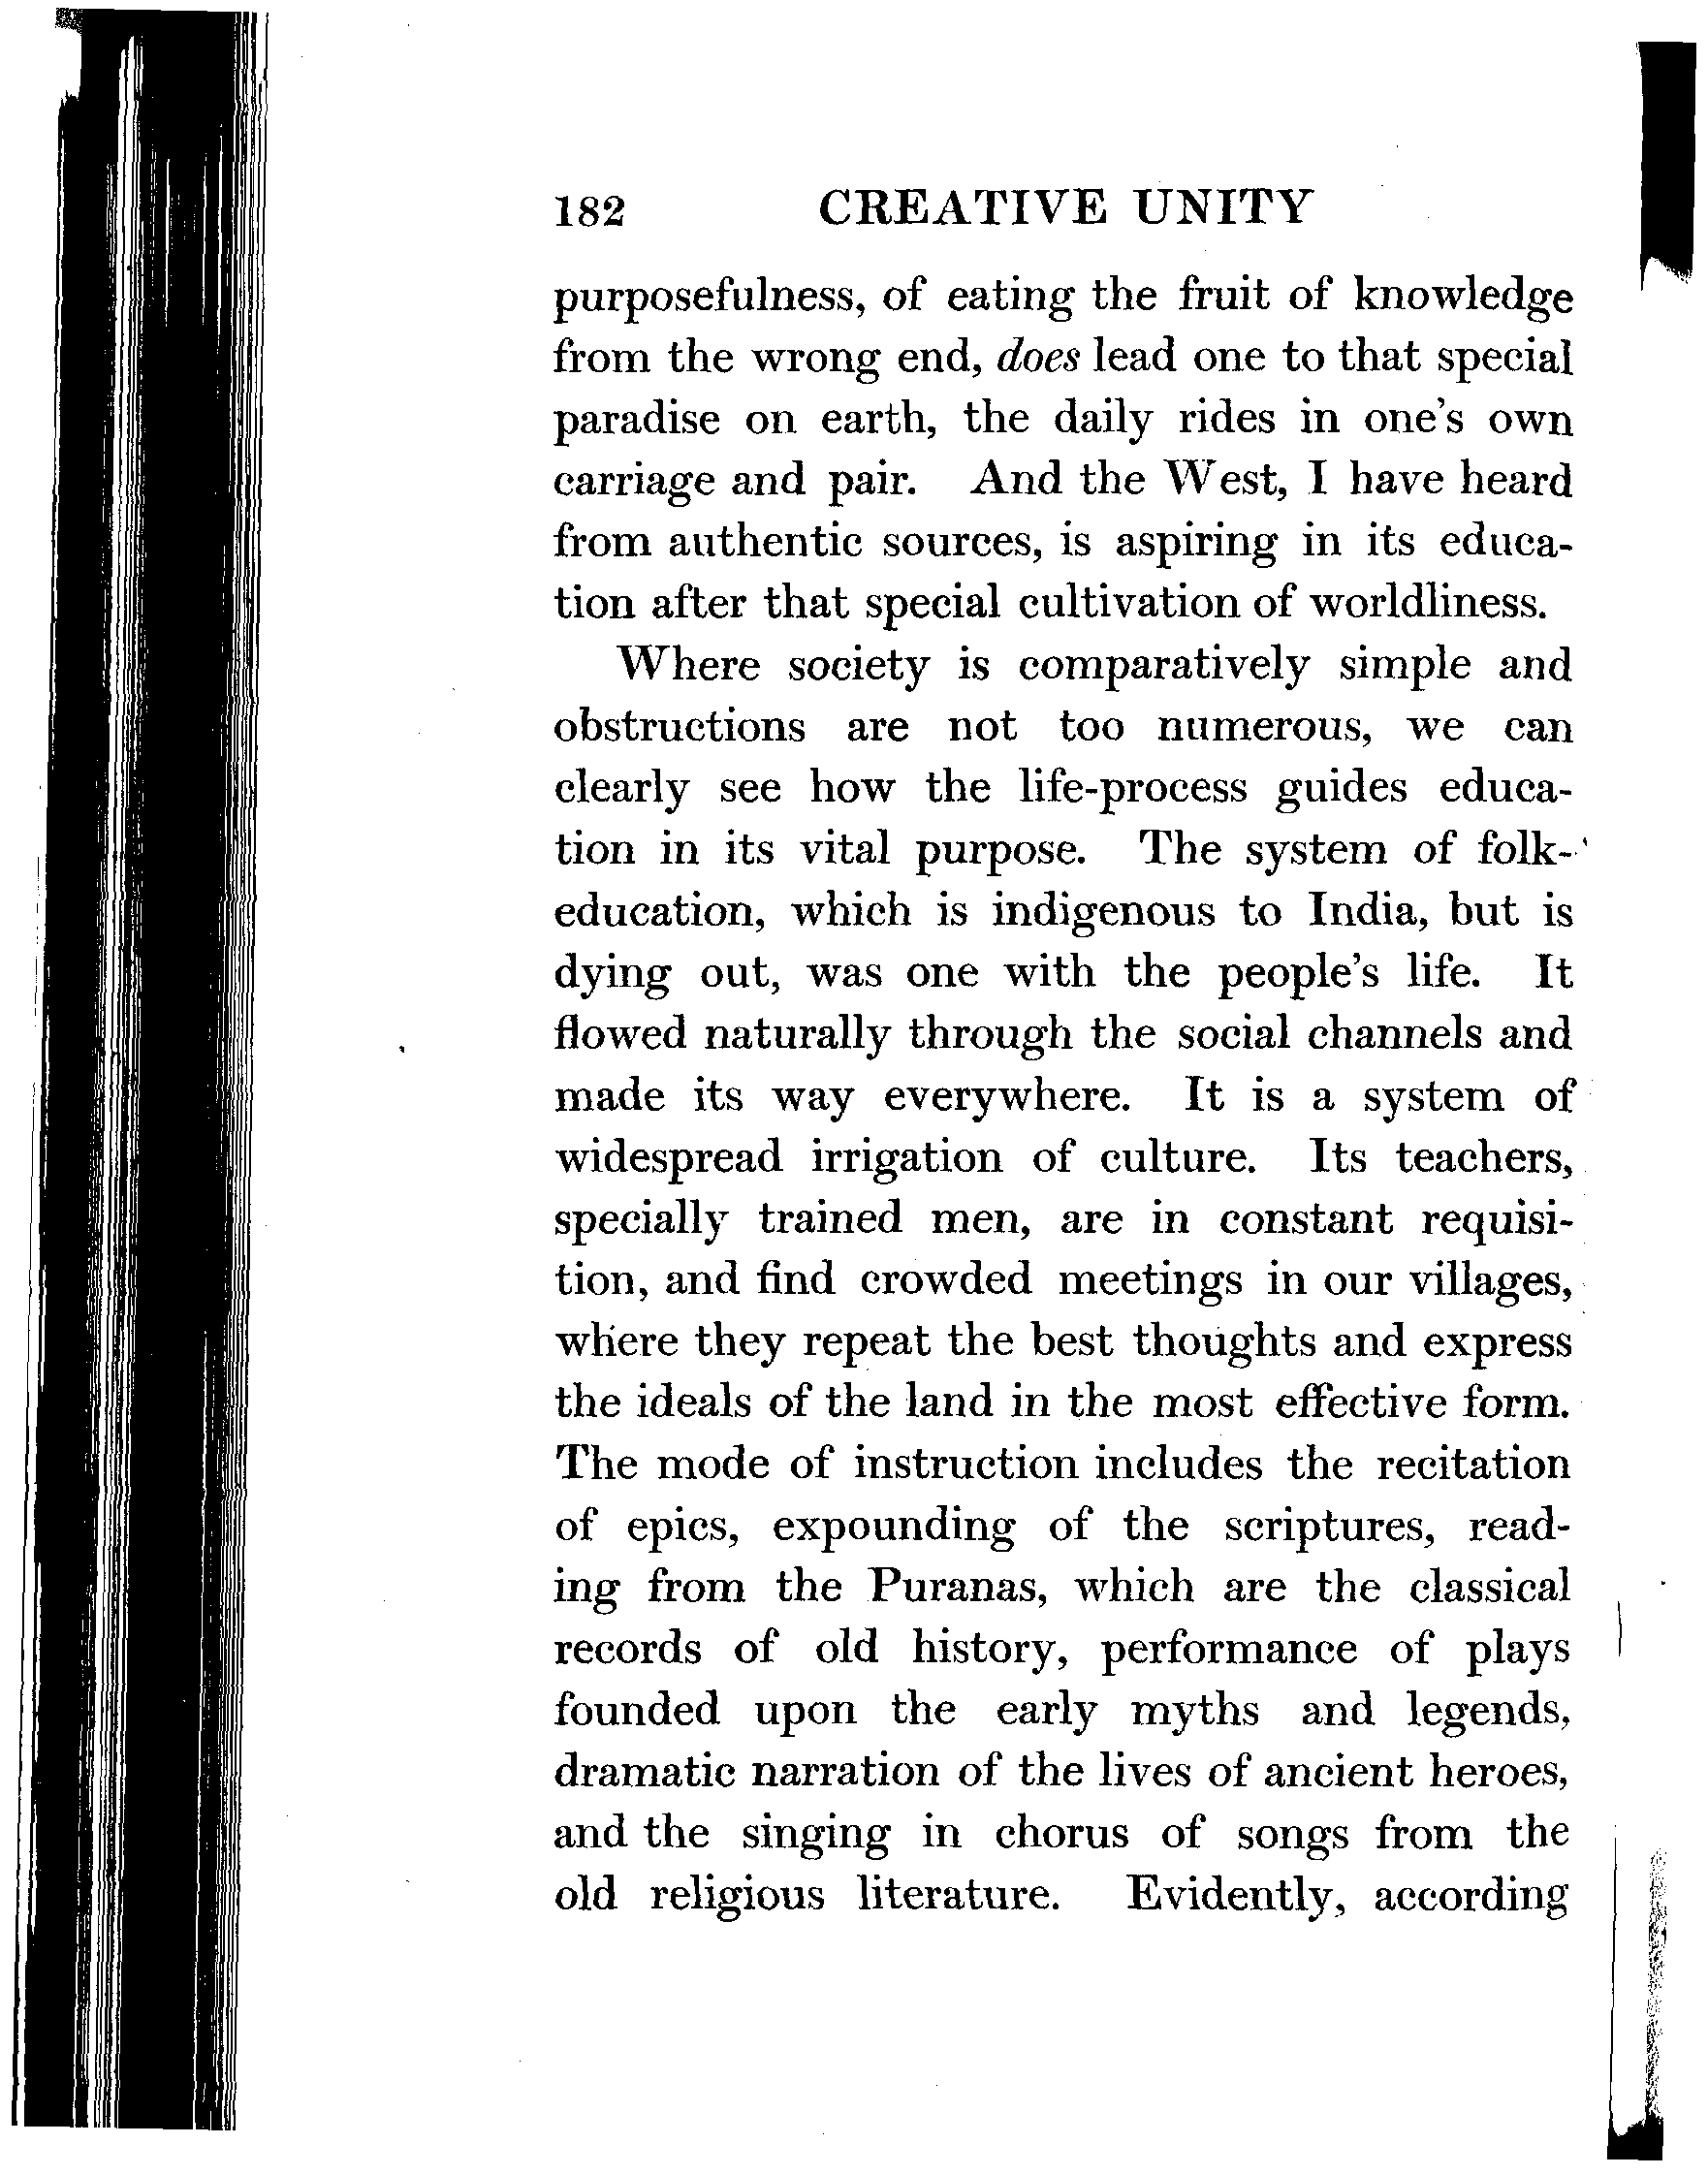 182 CREATIVE UNITY
purposefulness, of eating the fruit of knowledge
from the wrong end, does lead one to that special
paradise on earth, the daily rides in one's own
carriage and pair. And the West, I have heard
from authentic sources, is aspiring in its educa-
tion after that special cultivation of worldliness.
Where society is comparatively simple and
obstructions are not too numerous, we can
clearly see how the life-process guides educa-
tion in its vital purpose. The system of folk-
education, which is indigenous to India, but is
dying out, was one with the people's life. It
flowed naturally through the social channels and
made its way everywhere. It is a system of
widespread irrigation of culture. Its teachers,
specially trained men, are in constant requisi-
tion, and find crowded meetings in our villages,
where they repeat the best thoughts and express
the ideals of the land in the most effective form.
The mode of instruction includes the recitation
of epics, expounding of the scriptures, read-
ing from the Puranas, which are the classical
records of old history, performance of plays
founded upon the early myths and legends,
dramatic narration of the lives of ancient heroes,
and the singing in chorus of songs from the
old religious literature. Evidently, according